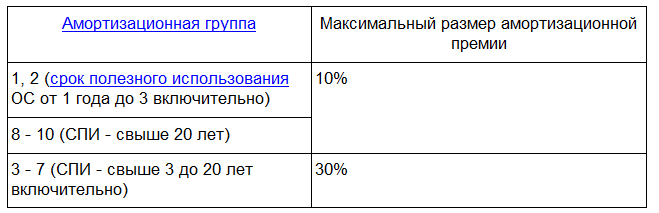 Амортизационная группа
Максимальный размер амортизационной
премии
1, 2 (срок полезного использования
ОС от 1 года до 3 включительно)
10%
8 - 10 (СПИ - свыше 20 лет)
3 - 7 (СПИ - свыше 3 до 20 лет
включительно)
30%